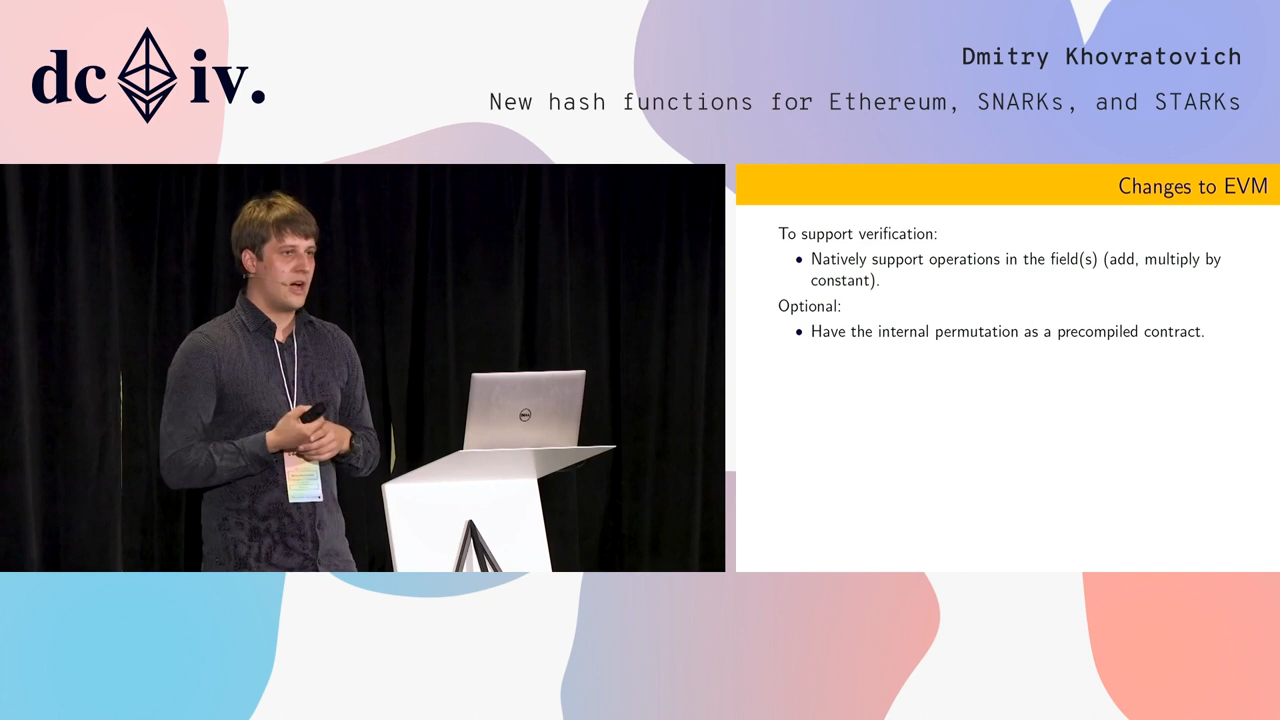 dc iv.
Dmitry Khovratovich
New hash functions for Ethereum, SNARKs, and STARKs
Changes to EVM
To support verification:
• Natively support operations in the field(s) (add, multiply by
constant).
Optional:
• Have the internal permutation as a precompiled contract.
DELL